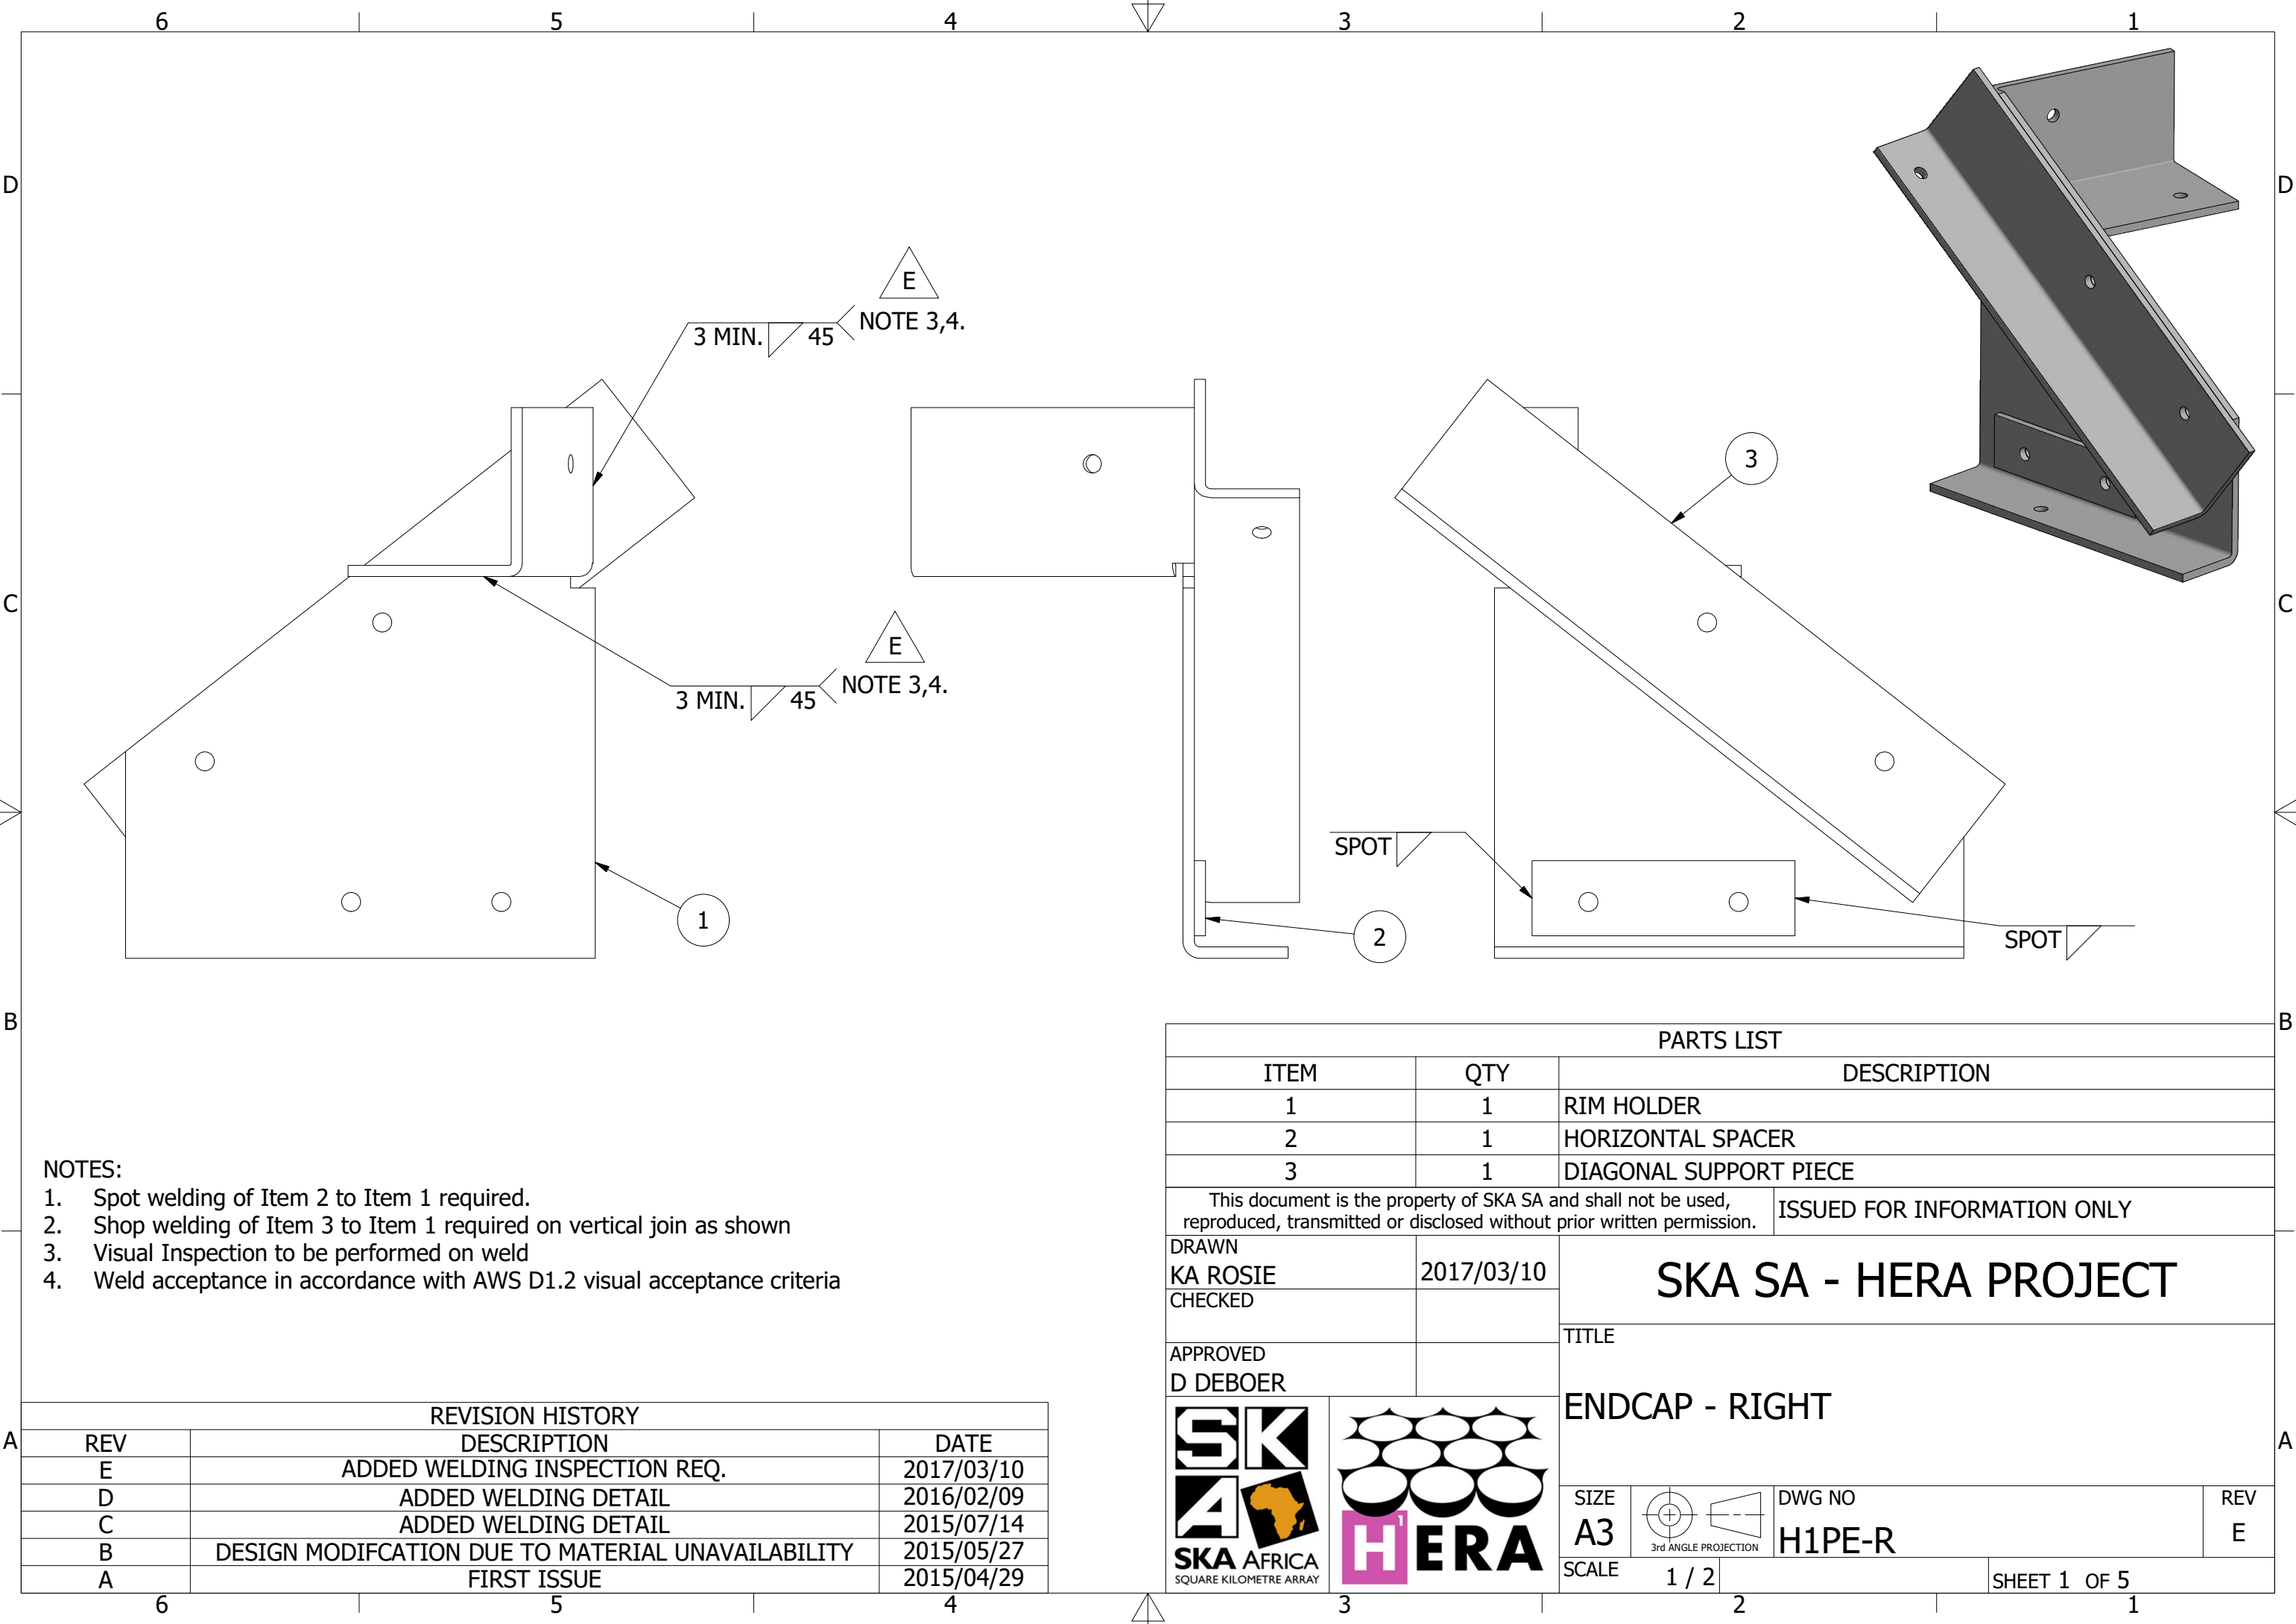 6 5 4 3 2 1
D D
E
3 MIN. 45 NOTE 3,4.
3
C C
E
3 MIN. 45 NOTE 3,4.
SPOT
1
2
SPOT
B B
PARTS LIST
ITEM QTY DESCRIPTION
1 1 RIM HOLDER
2 1 HORIZONTAL SPACER
3 1 DIAGONAL SUPPORT PIECE
This document is the property of SKA SA and shall not be used,
reproduced, transmitted or disclosed without prior written permission.
ISSUED FOR INFORMATION ONLY
NOTES:
1. Spot welding of Item 2 to Item 1 required.
2. Shop welding of Item 3 to Item 1 required on vertical join as shown
3. Visual Inspection to be performed on weld
4. Weld acceptance in accordance with AWS D1.2 visual acceptance criteria
DRAWN
KA ROSIE 2017/03/10
CHECKED
APPROVED
D DEBOER
SKA SA - HERA PROJECT
TITLE
ENDCAP - RIGHT
REVISION HISTORY
REV DESCRIPTION DATE
E ADDED WELDING INSPECTION REQ. 2017/03/10
D ADDED WELDING DETAIL 2016/02/09
C ADDED WELDING DETAIL 2015/07/14
B DESIGN MODIFCATION DUE TO MATERIAL UNAVAILABILITY 2015/05/27
A FIRST ISSUE 2015/04/29
A A
SK
A
SKA AFRICA
SQUARE KILOMETRE ARRAY
H1ERA
SIZE
A3
3rd ANGLE PROJECTION
DWG NO
H1PE-R
REV
E
SCALE 1 / 2
SHEET 1 OF 5
6 5 4 3 2 1